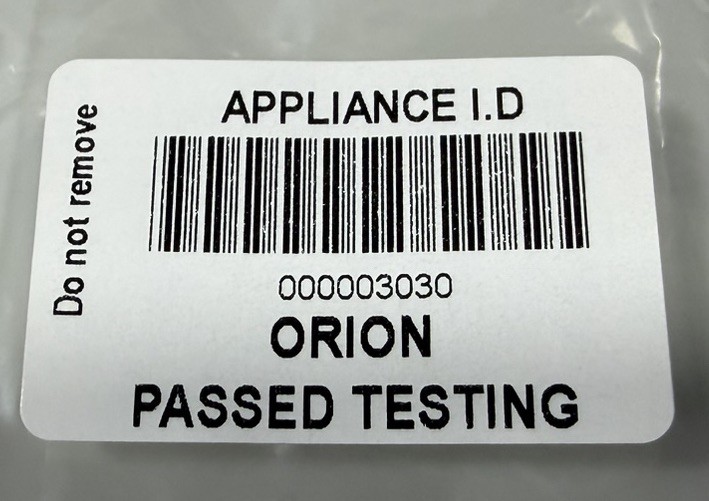 APPLIANCE I.D
Do not remove
000003030
ORION
PASSED TESTING